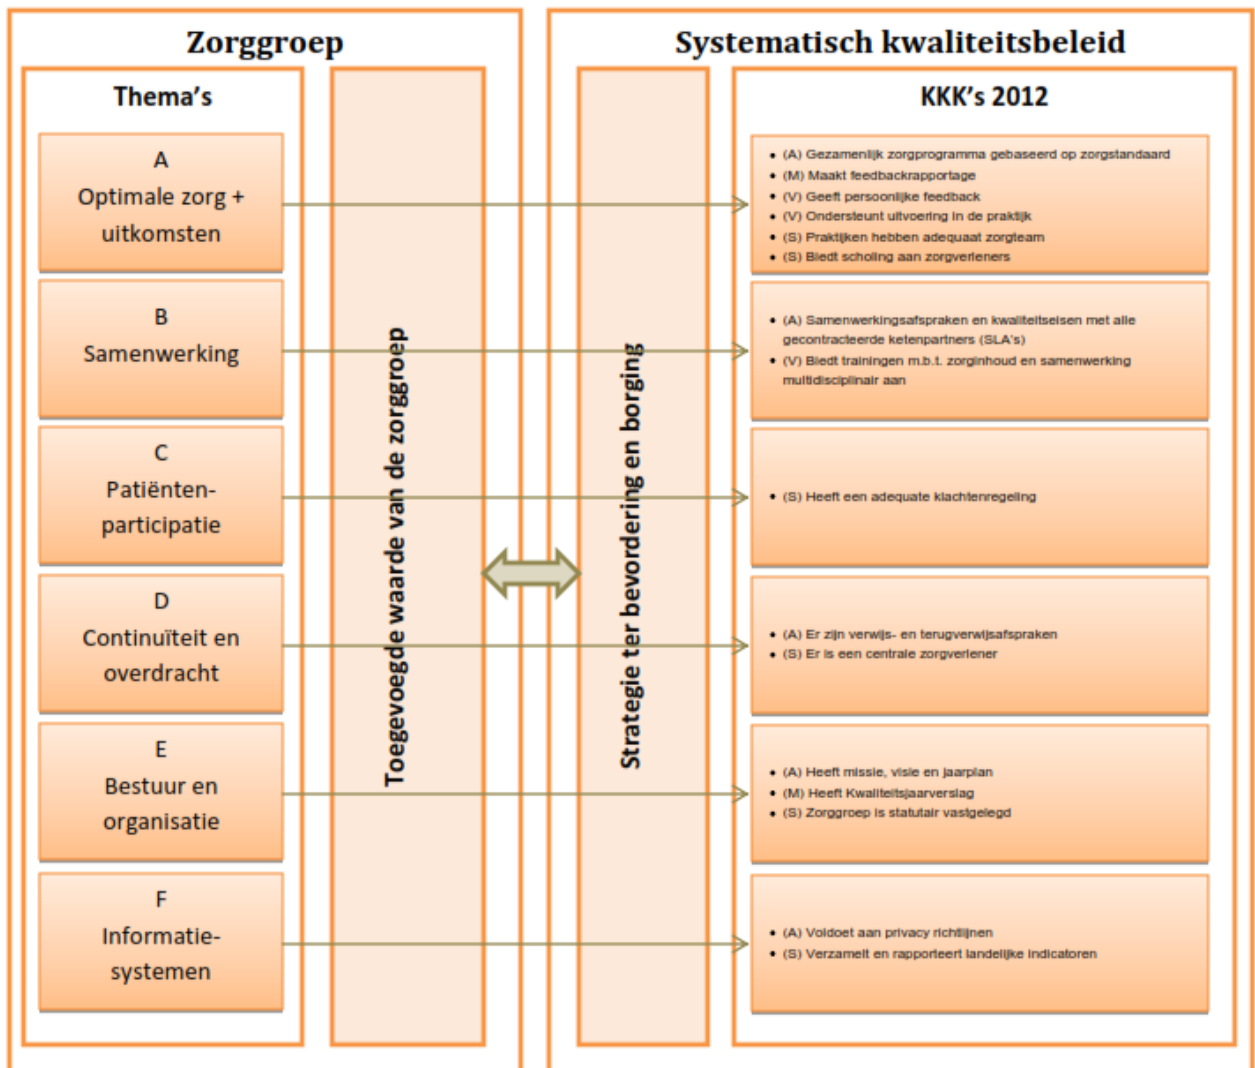 Zorggroep
Thema's
A
Optimale zorg +
uitkomsten
B
Samenwerking
C
Patiënten-
participatie
D
Continuïteit en
overdracht
E
Bestuur en
organisatie
F
Informatie-
systemen
Toegevoegde waarde van de zorggroep
Systematisch kwaliteitsbeleid
Strategie ter bevordering en borging
KKK's 2012
• (A) Gezamenlijk zorgprogramma gebaseerd op zorgstandaard
• (M) Maakt feedbackrapportage
• (V) Geeft persoonlijke feedback
• (V) Ondersteunt uitvoering in de praktijk
• (S) Praktijken hebben adequaat zorgteam
• (S) Biedt scholing aan zorgverleners
• (A) Samenwerkingsafspraken en kwaliteitseisen met alle
gecontracteerde ketenpartners (SLA's)
• (V) Biedt trainingen m.b.t. zorginhoud en samenwerking
multidisciplinair aan
• (S) Heeft een adequate klachtenregeling
• (A) Er zijn verwijs- en terugverwijsafspraken
• (S) Er is een centrale zorgverlener
• (A) Heeft missie, visie en jaarplan
• (M) Heeft Kwaliteitsjaarverslag
• (S) Zorggroep is statutair vastgelegd
• (A) Voldoet aan privacy richtlijnen
• (S) Verzamelt en rapporteert landelijke indicatoren